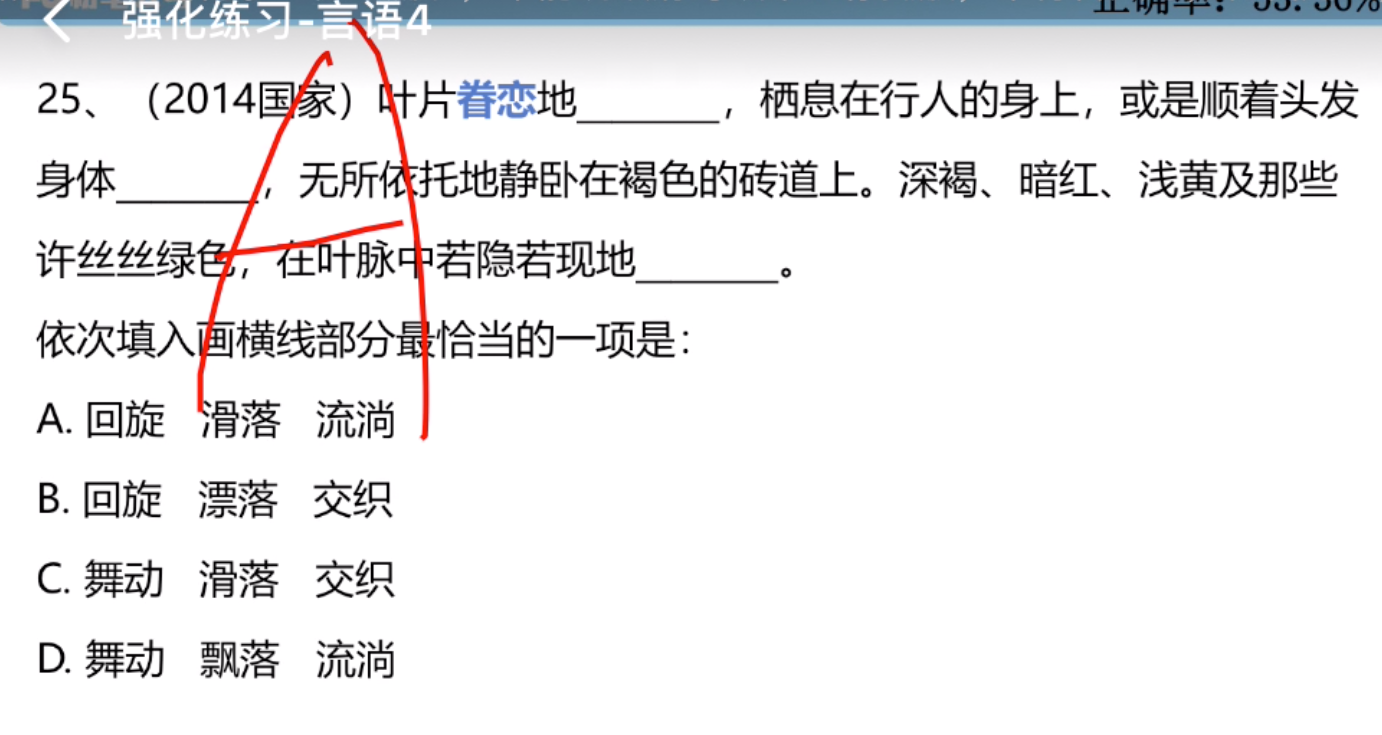 强化练习-言语4
正确率：53.56%
25、（2014国家）叶片眷恋地_______，栖息在行人的身上，或是顺着头发
身体_______，无所依托地静卧在褐色的砖道上。深褐、暗红、浅黄及那些
许丝丝绿色，在叶脉中若隐若现地_______。
依次填入画横线部分最恰当的一项是：
A. 回旋 滑落 流淌
B. 回旋 漂落 交织
C. 舞动 滑落 交织
D. 舞动 飘落 流淌
A